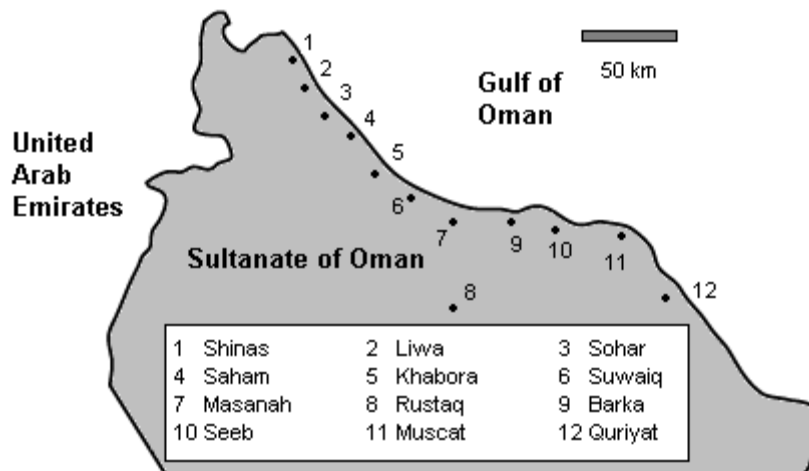 1
2
3
4
5
6
7
8
9
10
11
12
50 km
Gulf of
Oman
United
Arab
Emirates
Sultanate of Oman
1 Shinas 2 Liwa 3 Sohar
4 Saham 5 Khabora 6 Suwaiq
7 Masanah 8 Rustaq 9 Barka
10 Seeb 11 Muscat 12 Quriyat